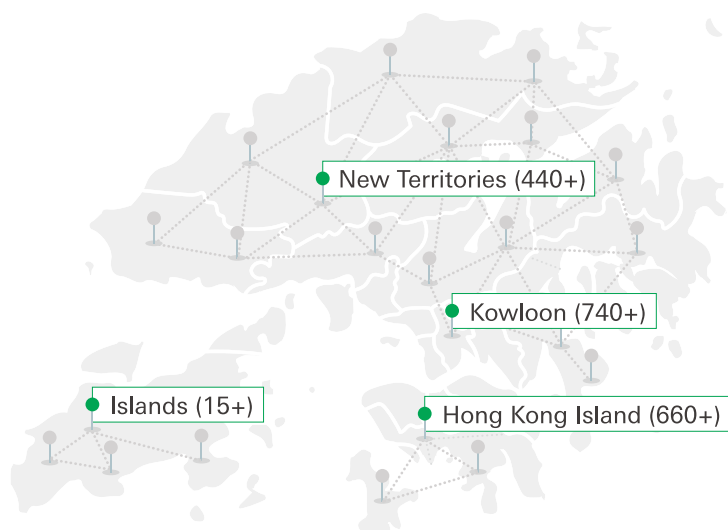 New Territories (440+)
Kowloon (740+)
Islands (15+)
Hong Kong Island (660+)